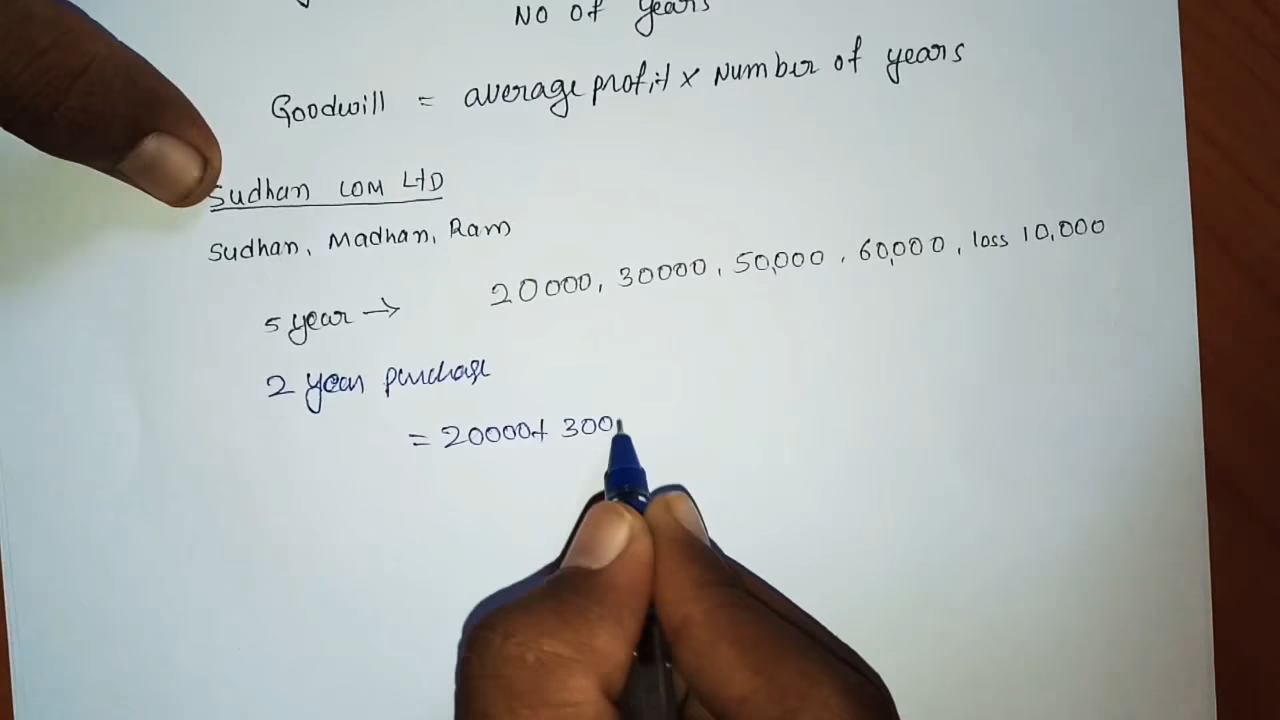 No of years
Goodwill = average profit × Number of years
Sudhan COM LtD
Sudhan, Madhan, Ram
5 year → 20000, 30000, 50,000, 60,000, loss 10,000
2 year purchase
= 20000+ 300